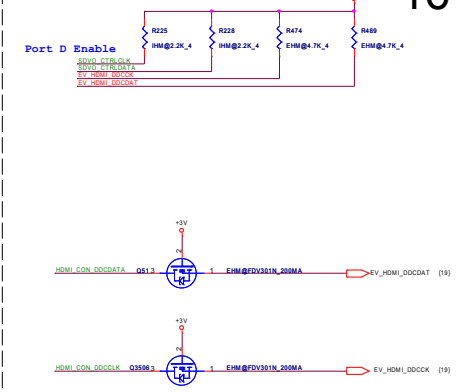 R225 R228 R474 R489
IHM@2.2K_4 IHM@2.2K_4 EHM@4.7K_4 EHM@4.7K_4
Port D Enable
SDVO_CTRLCLK
SDVO_CTRLDATA
EV_HDMI_DDCCK
EV_HDMI_DDCDAT
+3V
2
HDMI_CON_DDCDATA Q51 3 1 EHM@FDV301N_200MA EV_HDMI_DDCDAT {19}
+3V
2
HDMI_CON_DDCCLK Q3506 3 1 EHM@FDV301N_200MA EV_HDMI_DDCCK {19}